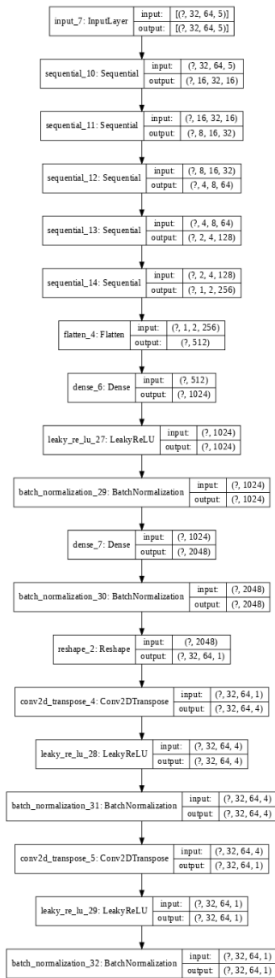 input_7: InputLayer input: [(?, 32, 64, 5)]
output: [(?, 32, 64, 5)]
sequential_10: Sequential input: (?, 32, 64, 5)
output: (?, 16, 32, 16)
sequential_11: Sequential input: (?, 16, 32, 16)
output: (?, 8, 16, 32)
sequential_12: Sequential input: (?, 8, 16, 32)
output: (?, 4, 8, 64)
sequential_13: Sequential input: (?, 4, 8, 64)
output: (?, 2, 4, 128)
sequential_14: Sequential input: (?, 2, 4, 128)
output: (?, 1, 2, 256)
flatten_4: Flatten input: (?, 1, 2, 256)
output: (?, 512)
dense_6: Dense input: (?, 512)
output: (?, 1024)
leaky_re_lu_27: LeakyReLU input: (?, 1024)
output: (?, 1024)
batch_normalization_29: BatchNormalization input: (?, 1024)
output: (?, 1024)
dense_7: Dense input: (?, 1024)
output: (?, 2048)
batch_normalization_30: BatchNormalization input: (?, 2048)
output: (?, 2048)
reshape_2: Reshape input: (?, 2048)
output: (?, 32, 64, 1)
conv2d_transpose_4: Conv2DTranspose input: (?, 32, 64, 1)
output: (?, 32, 64, 4)
leaky_re_lu_28: LeakyReLU input: (?, 32, 64, 4)
output: (?, 32, 64, 4)
batch_normalization_31: BatchNormalization input: (?, 32, 64, 4)
output: (?, 32, 64, 4)
conv2d_transpose_5: Conv2DTranspose input: (?, 32, 64, 4)
output: (?, 32, 64, 1)
leaky_re_lu_29: LeakyReLU input: (?, 32, 64, 1)
output: (?, 32, 64, 1)
batch_normalization_32: BatchNormalization input: (?, 32, 64, 1)
output: (?, 32, 64, 1)